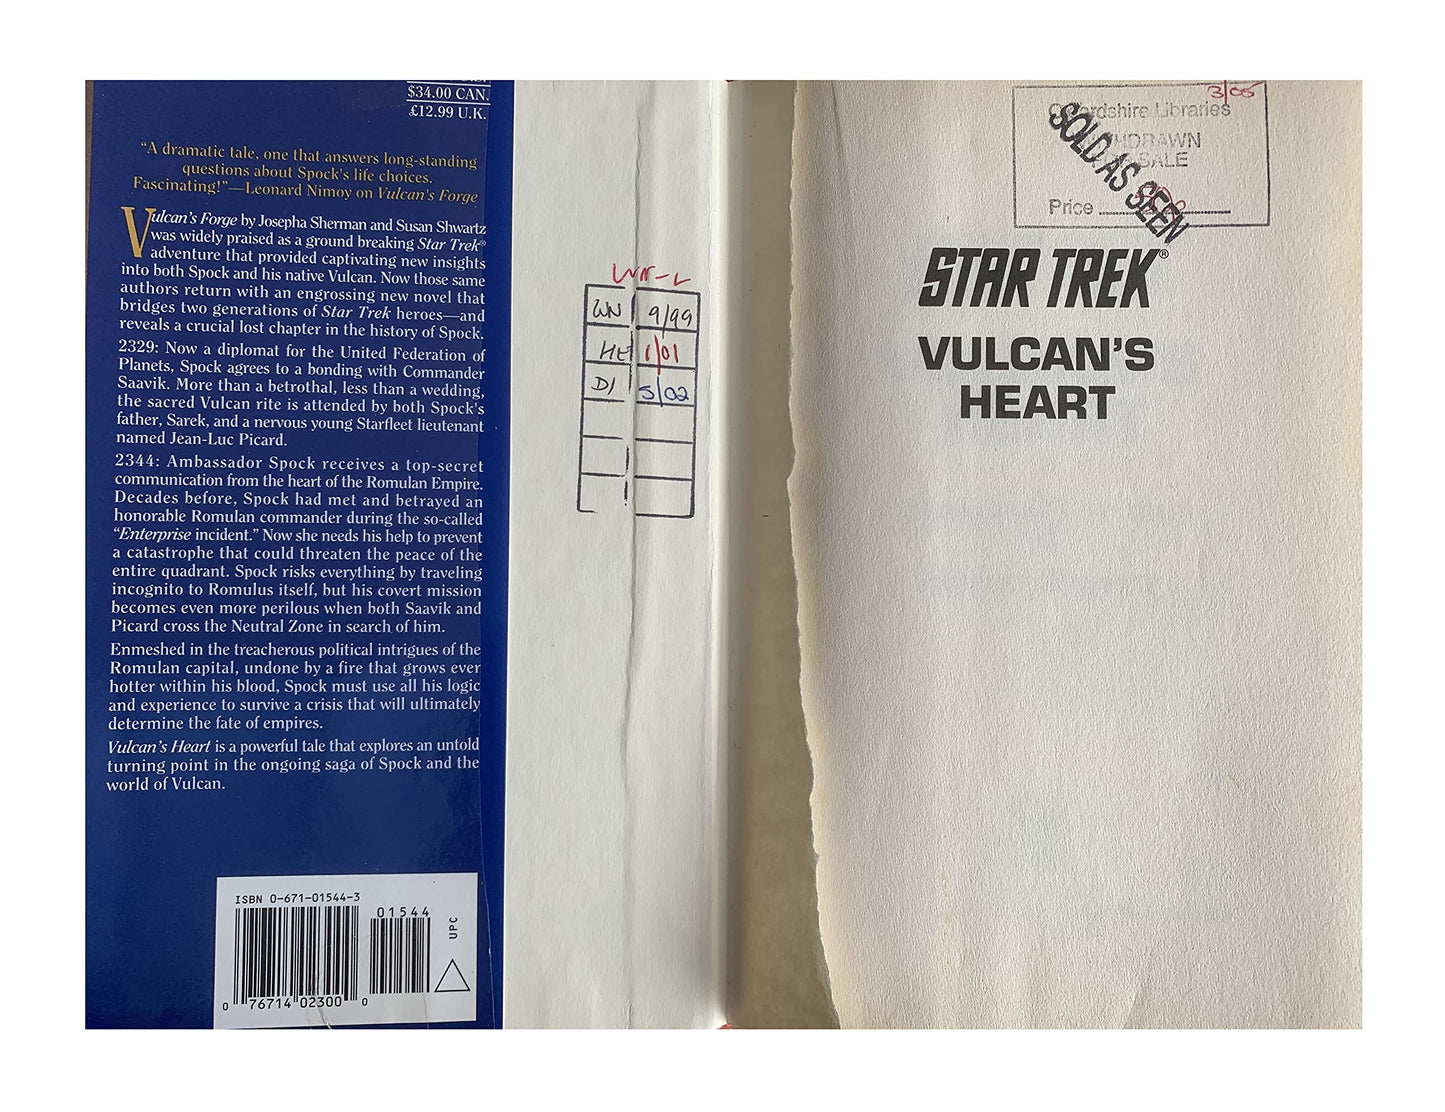 $34.00 CAN.
£12.99 U.K.
“A dramatic tale, one that answers long-standing
questions about Spock's life choices.
Fascinating!”—Leonard Nimoy on Vulcan's Forge
Vulcan's Forge by Josepha Sherman and Susan Shwartz
was widely praised as a ground breaking Star Trek®
adventure that provided captivating new insights
into both Spock and his native Vulcan. Now those same
authors return with an engrossing new novel that
bridges two generations of Star Trek heroes—and
reveals a crucial lost chapter in the history of Spock.
2329: Now a diplomat for the United Federation of
Planets, Spock agrees to a bonding with Commander
Saavik. More than a betrothal, less than a wedding,
the sacred Vulcan rite is attended by both Spock's
father, Sarek, and a nervous young Starfleet lieutenant
named Jean-Luc Picard.
2344: Ambassador Spock receives a top-secret
communication from the heart of the Romulan Empire.
Decades before, Spock had met and betrayed an
honorable Romulan commander during the so-called
“Enterprise incident.” Now she needs his help to prevent
a catastrophe that could threaten the peace of the
entire quadrant. Spock risks everything by traveling
incognito to Romulus itself, but his covert mission
becomes even more perilous when both Saavik and
Picard cross the Neutral Zone in search of him.
Enmeshed in the treacherous political intrigues of the
Romulan capital, undone by a fire that grows ever
hotter within his blood, Spock must use all his logic
and experience to survive a crisis that will ultimately
determine the fate of empires.
Vulcan's Heart is a powerful tale that explores an untold
turning point in the ongoing saga of Spock and the
world of Vulcan.
ISBN 0-671-01544-3
01544
UPC
0 76714 02300 0
WN 9/99
HE 1/01
DI 5/02
3/05
Oxfordshire Libraries
WITHDRAWN
SALE
Price
SOLD AS SEEN
STAR TREK®
VULCAN'S
HEART